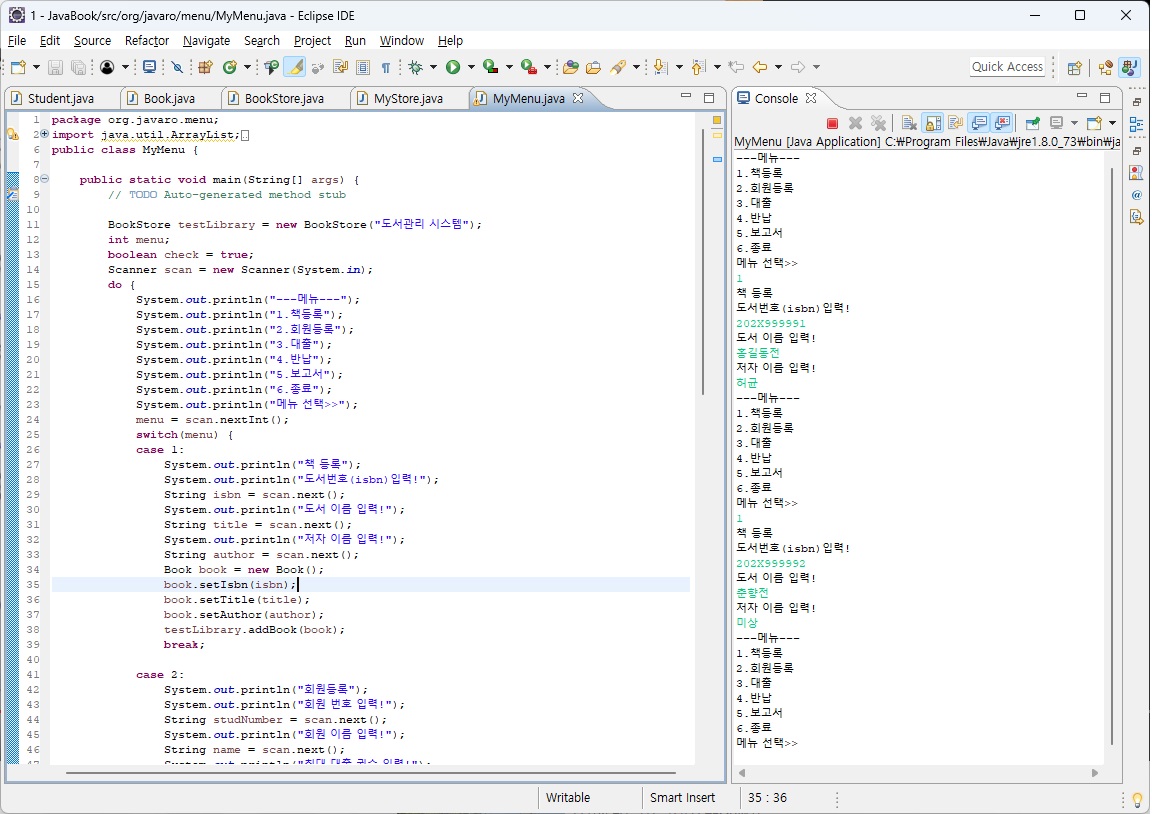 1 - JavaBook/src/org/javaro/menu/MyMenu.java - Eclipse IDE
File Edit Source Refactor Navigate Search Project Run Window Help
Quick Access
Student.java Book.java BookStore.java MyStore.java MyMenu.java
1 package org.javaro.menu;
2 import java.util.ArrayList;
6 public class MyMenu {
7
8 public static void main(String[] args) {
9 // TODO Auto-generated method stub
10
11 BookStore testLibrary = new BookStore("도서관리 시스템");
12 int menu;
13 boolean check = true;
14 Scanner scan = new Scanner(System.in);
15 do {
16 System.out.println("---메뉴---");
17 System.out.println("1.책등록");
18 System.out.println("2.회원등록");
19 System.out.println("3.대출");
20 System.out.println("4.반납");
21 System.out.println("5.보고서");
22 System.out.println("6.종료");
23 System.out.println("메뉴 선택>>");
24 menu = scan.nextInt();
25 switch(menu) {
26 case 1:
27 System.out.println("책 등록");
28 System.out.println("도서번호(isbn)입력!");
29 String isbn = scan.next();
30 System.out.println("도서 이름 입력!");
31 String title = scan.next();
32 System.out.println("저자 이름 입력!");
33 String author = scan.next();
34 Book book = new Book();
35 book.setIsbn(isbn);
36 book.setTitle(title);
37 book.setAuthor(author);
38 testLibrary.addBook(book);
39 break;
40
41 case 2:
42 System.out.println("회원등록");
43 System.out.println("회원 번호 입력!");
44 String studNumber = scan.next();
45 System.out.println("회원 이름 입력!");
46 String name = scan.next();
47 System.out.println("최대 대출 권수 입력!");
Console
MyMenu [Java Application] C:₩Program Files₩Java₩jre1.8.0_73₩bin₩ja
---메뉴---
1.책등록
2.회원등록
3.대출
4.반납
5.보고서
6.종료
메뉴 선택>>
1
책 등록
도서번호(isbn)입력!
202X999991
도서 이름 입력!
홍길동전
저자 이름 입력!
허균
---메뉴---
1.책등록
2.회원등록
3.대출
4.반납
5.보고서
6.종료
메뉴 선택>>
1
책 등록
도서번호(isbn)입력!
202X999992
도서 이름 입력!
춘향전
저자 이름 입력!
미상
---메뉴---
1.책등록
2.회원등록
3.대출
4.반납
5.보고서
6.종료
메뉴 선택>>
Writable Smart Insert 35 : 36